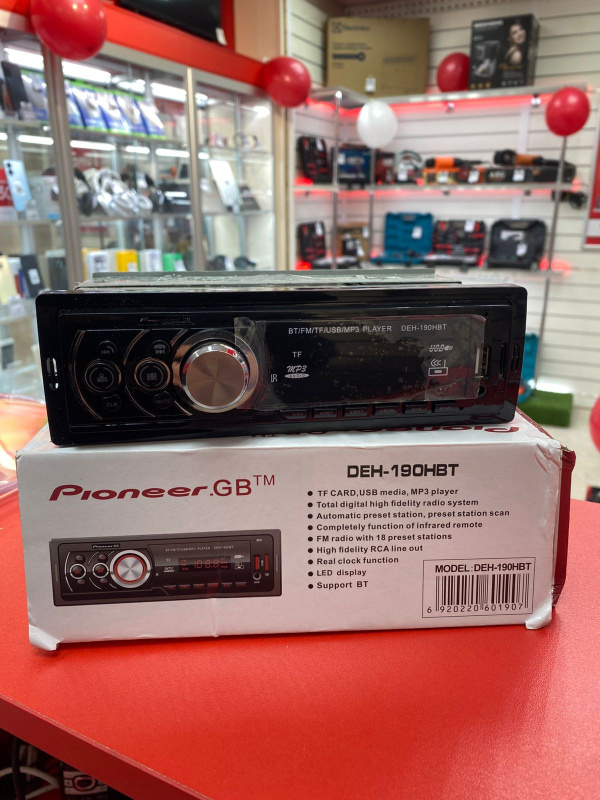 BT/FM/TF/USB/MP3 PLAYER DEH-190HBT
TF
USB
MP3
IR
Pioneer.GB™
DEH-190HBT
TF CARD,USB media, MP3 player
Total digital high fidelity radio system
Automatic preset station, preset station scan
Completely function of infrared remote
FM radio with 18 preset stations
High fidelity RCA line out
Real clock function
LED display
Support BT
MODEL:DEH-190HBT
6 920220 601907